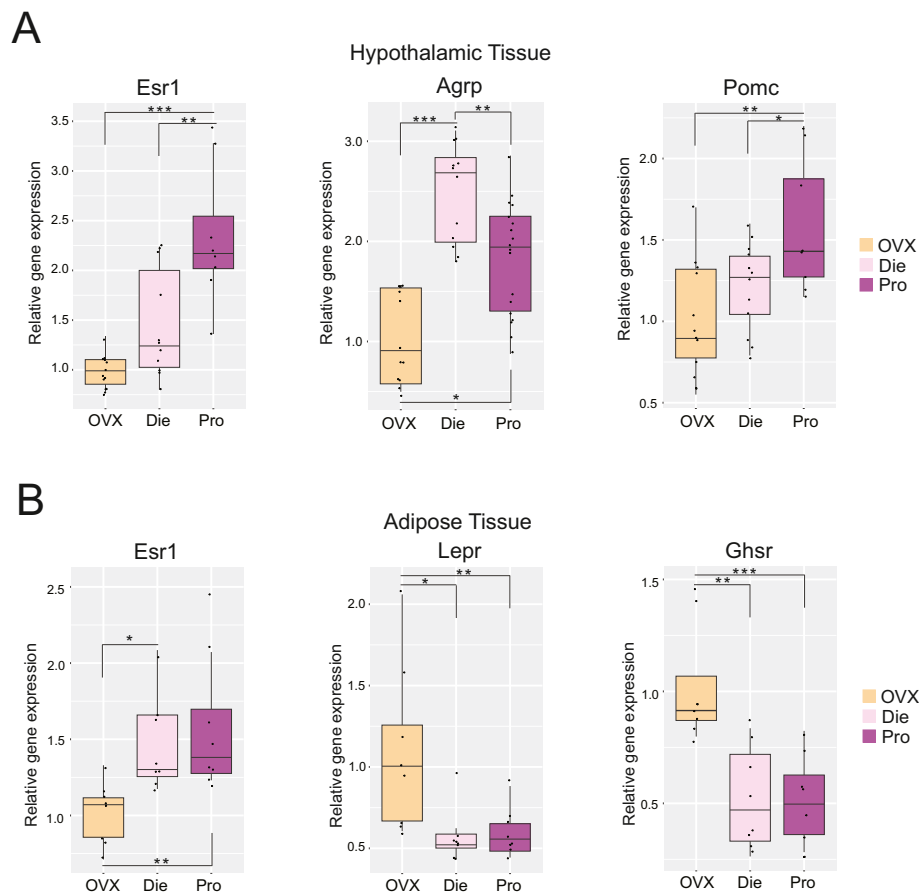 A
Hypothalamic Tissue
Esr1
Relative gene expression
3.5
1.0
2.5
2.0
1.5
1.0
***
**
OVX Die Pro
Agrp
Relative gene expression
3.0
2.0
1.0
***
**
*
OVX Die Pro
Pomc
Relative gene expression
2.0
1.5
1.0
0.5
**
*
OVX Die Pro
OVX
Die
Pro
B
Adipose Tissue
Esr1
Relative gene expression
2.5
2.0
1.5
1.0
*
**
OVX Die Pro
Lepr
Relative gene expression
2.0
1.5
1.0
0.5
**
*
OVX Die Pro
Ghsr
Relative gene expression
1.5
1.0
0.5
***
**
OVX Die Pro
OVX
Die
Pro